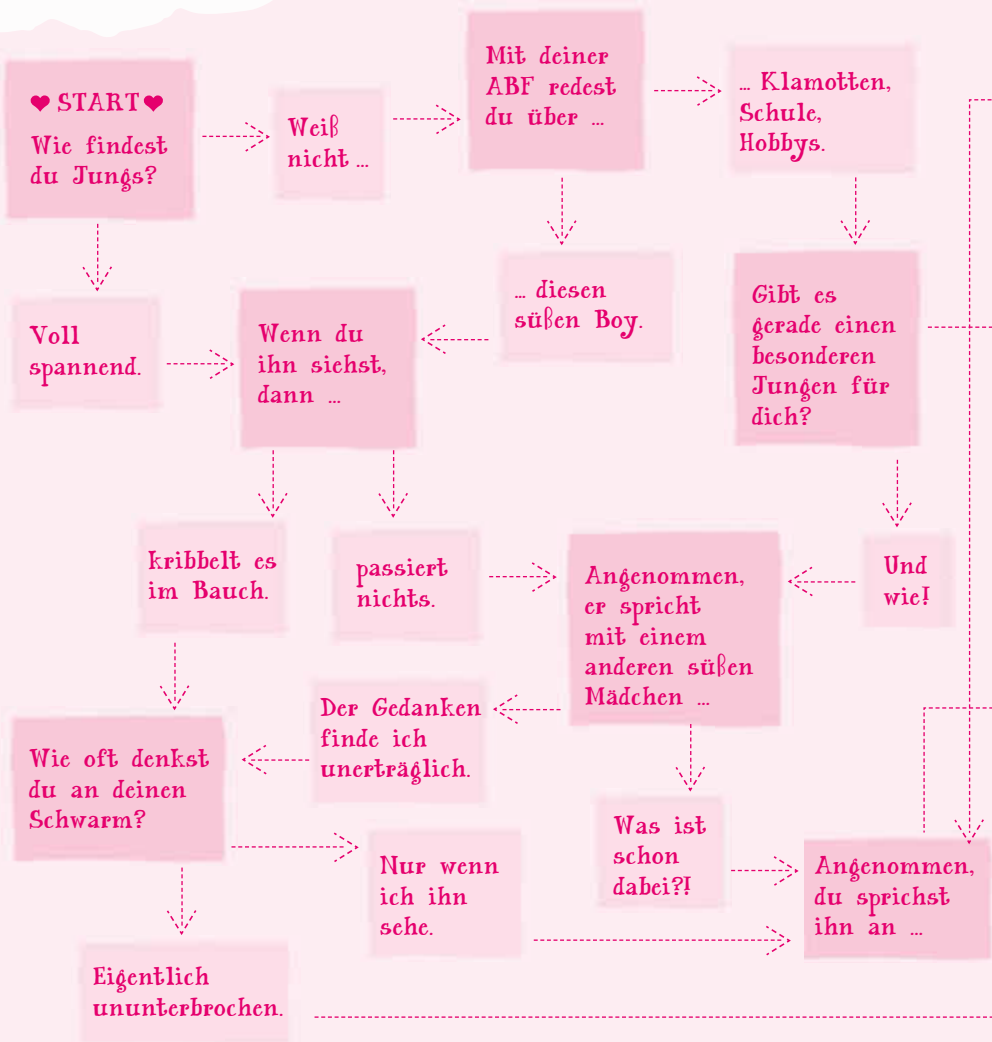 ❤ START ❤
Wie findest
du Jungs?
Weiß
nicht ...
Mit deiner
ABF redest
du über ...
... Klamotten,
Schule,
Hobbys.
Voll
spannend.
Wenn du
ihn siehst,
dann ...
... diesen
süßen Boy.
Gibt es
gerade einen
besonderen
Jungen für
dich?
kribbelt es
im Bauch.
passiert
nichts.
Angenommen,
er spricht
mit einem
anderen süßen
Mädchen ...
Und
wie!
Der Gedanken
finde ich
unerträglich.
Wie oft denkst
du an deinen
Schwarm?
Nur wenn
ich ihn
sehe.
Was ist
schon
dabei?!
Angenommen,
du sprichst
ihn an ...
Eigentlich
ununterbrochen.